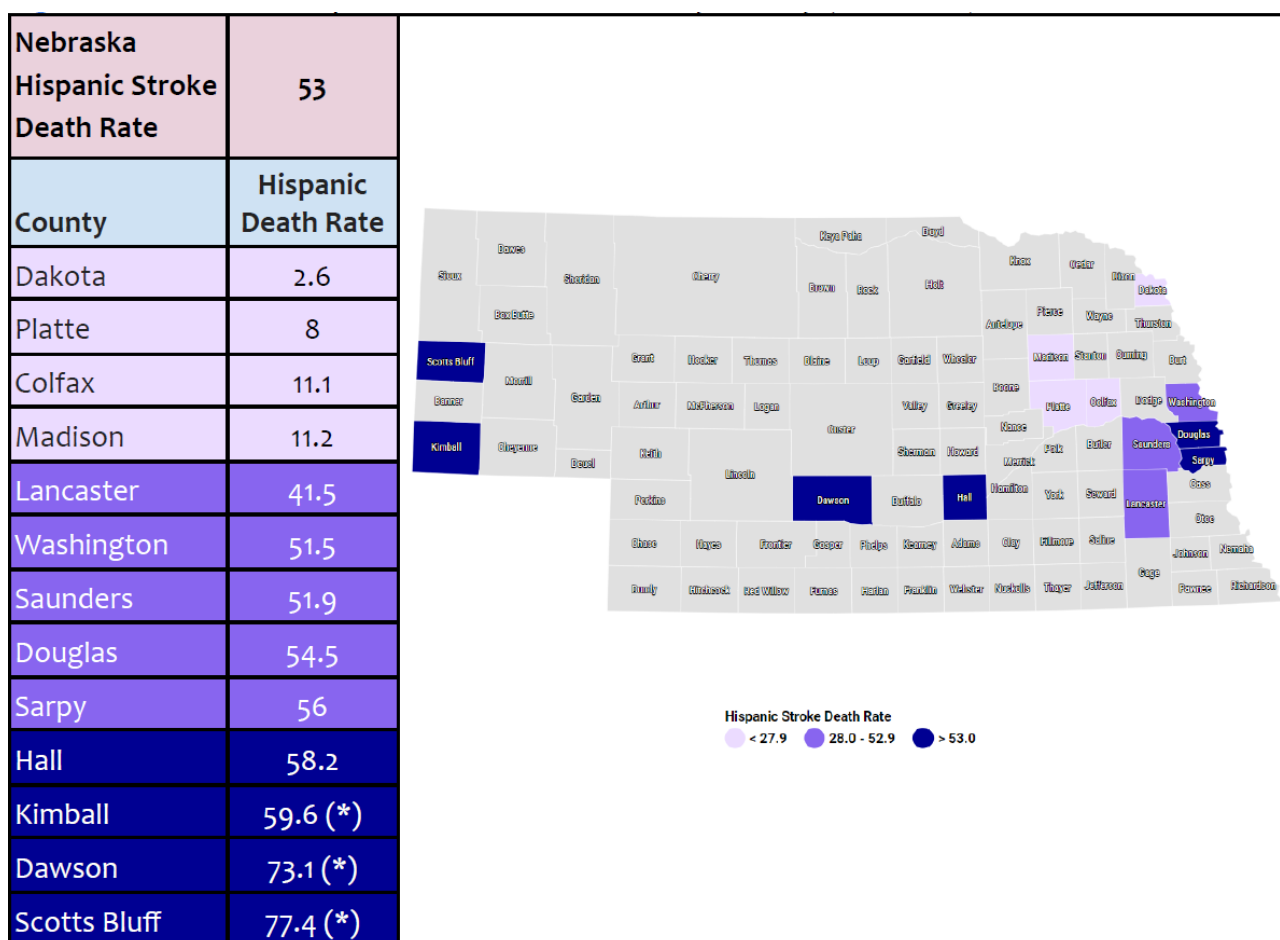 Nebraska
Hispanic Stroke
Death Rate
53
County
Hispanic
Death Rate
Dakota 2.6
Platte 8
Colfax 11.1
Madison 11.2
Lancaster 41.5
Washington 51.5
Saunders 51.9
Douglas 54.5
Sarpy 56
Hall 58.2
Kimball 59.6 (*)
Dawson 73.1 (*)
Scotts Bluff 77.4 (*)
Keya Paha Boyd
Sioux Dawes Sheridan Cherry Brown Rock Holt Knox Cedar Dixon Dakota
Box Butte Antelope Pierce Wayne Thurston
Scotts Bluff Morrill Garden Grant Hooker Thomas Blaine Loup Garfield Wheeler Madison Stanton Cuming Burt
Banner Arthur McPherson Logan Custer Valley Greeley Boone Platte Colfax Dodge Washington
Kimball Cheyenne Deuel Keith Lincoln Sherman Howard Nance Merrick Polk Butler Saunders Douglas
Sarpy
Perkins Dawson Buffalo Hall Hamilton York Seward Lancaster Cass
Otoe
Chase Hayes Frontier Gosper Phelps Kearney Adams Clay Fillmore Saline Gage Johnson Nemaha
Dundy Hitchcock Red Willow Furnas Harlan Franklin Webster Nuckolls Thayer Jefferson Pawnee Richardson
Hispanic Stroke Death Rate
< 27.9 28.0 - 52.9 > 53.0